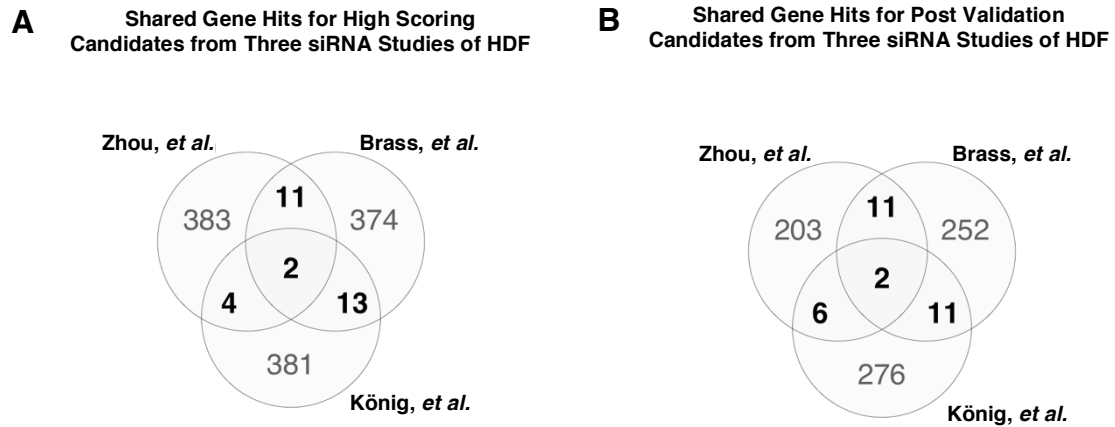 A
Shared Gene Hits for High Scoring
Candidates from Three siRNA Studies of HDF
Zhou, et al.
Brass, et al.
11
383
374
2
4
13
381
König, et al.
B
Shared Gene Hits for Post Validation
Candidates from Three siRNA Studies of HDF
Zhou, et al.
Brass, et al.
11
203
252
2
6
11
276
König, et al.